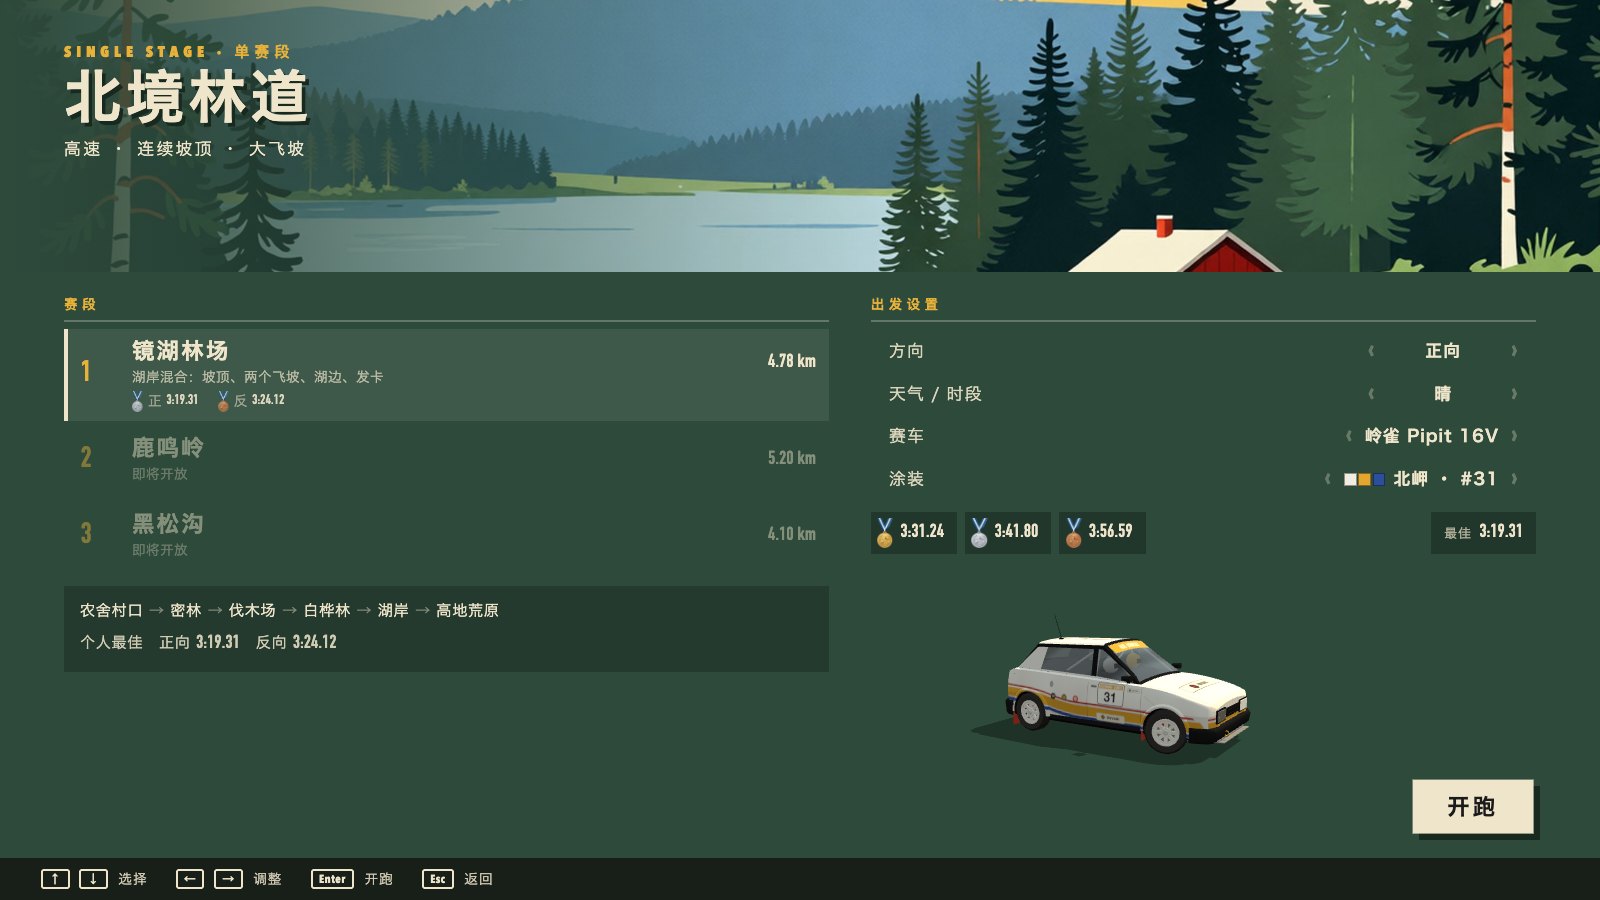 SINGLE STAGE · 单赛段
北境林道
高速 · 连续坡顶 · 大飞坡
赛段
1
镜湖林场
4.78 km
湖岸混合：坡顶、两个飞坡、湖边、发卡
正 3:19.31 反 3:24.12
2
鹿鸣岭
5.20 km
即将开放
3
黑松沟
4.10 km
即将开放
农舍村口 → 密林 → 伐木场 → 白桦林 → 湖岸 → 高地荒原
个人最佳 正向 3:19.31 反向 3:24.12
出发设置
方向 正向
天气 / 时段 晴
赛车 岭雀 Pipit 16V
涂装 北岬 · #31
3:31.24 3:41.80 3:56.59 最佳 3:19.31
31
开跑
↑ ↓ 选择 ← → 调整 Enter 开跑 Esc 返回